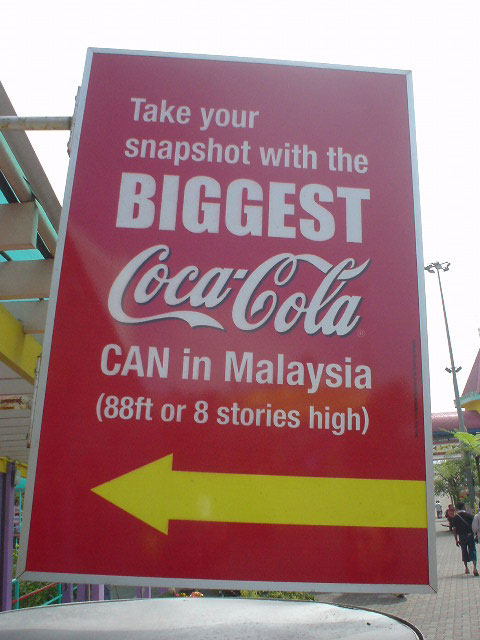 Take your
snapshot with the
BIGGEST
Coca-Cola
CAN in Malaysia
(88ft or 8 stories high)